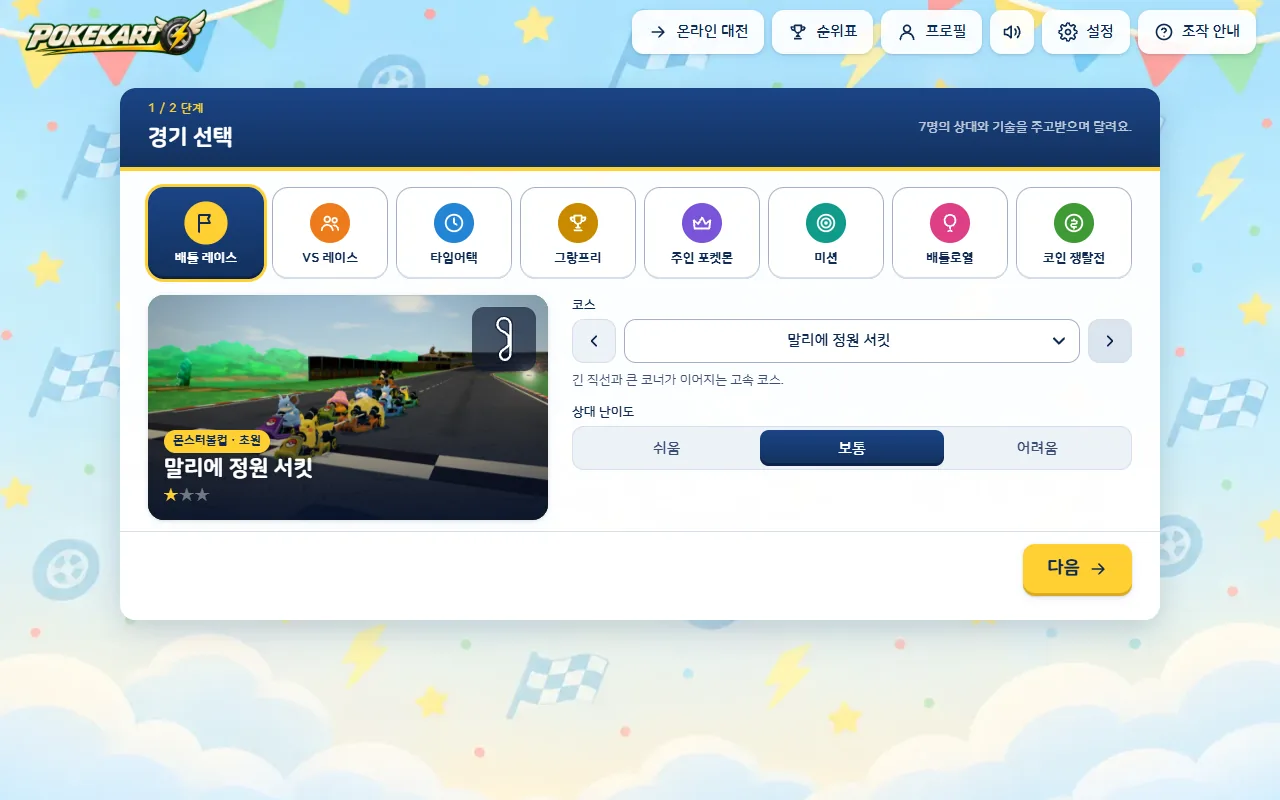 POKEKART
온라인 대전
순위표
프로필
설정
조작 안내
1 / 2 단계
경기 선택
7명의 상대와 기술을 주고받으며 달려요.
배틀 레이스
VS 레이스
타임어택
그랑프리
주인 포켓몬
미션
배틀로열
코인 쟁탈전
몬스터볼컵 · 초원
말리에 정원 서킷
코스
말리에 정원 서킷
긴 직선과 큰 코너가 이어지는 고속 코스.
상대 난이도
쉬움
보통
어려움
다음